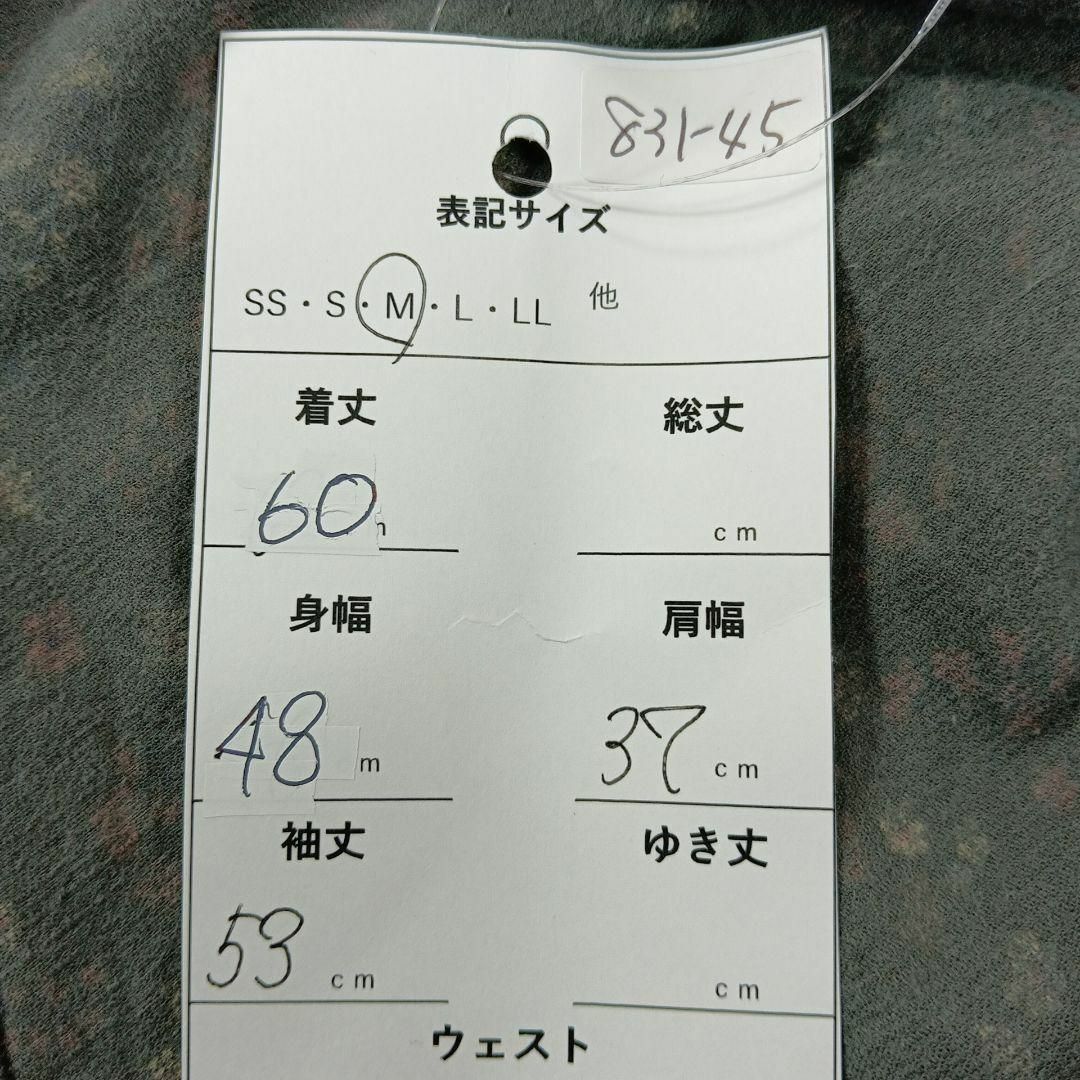 831-45
表記サイズ
SS・S・M・L・LL 他
着丈 総丈
60 cm
身幅 肩幅
48 m 37 cm
袖丈 ゆき丈
53 cm cm
ウェスト